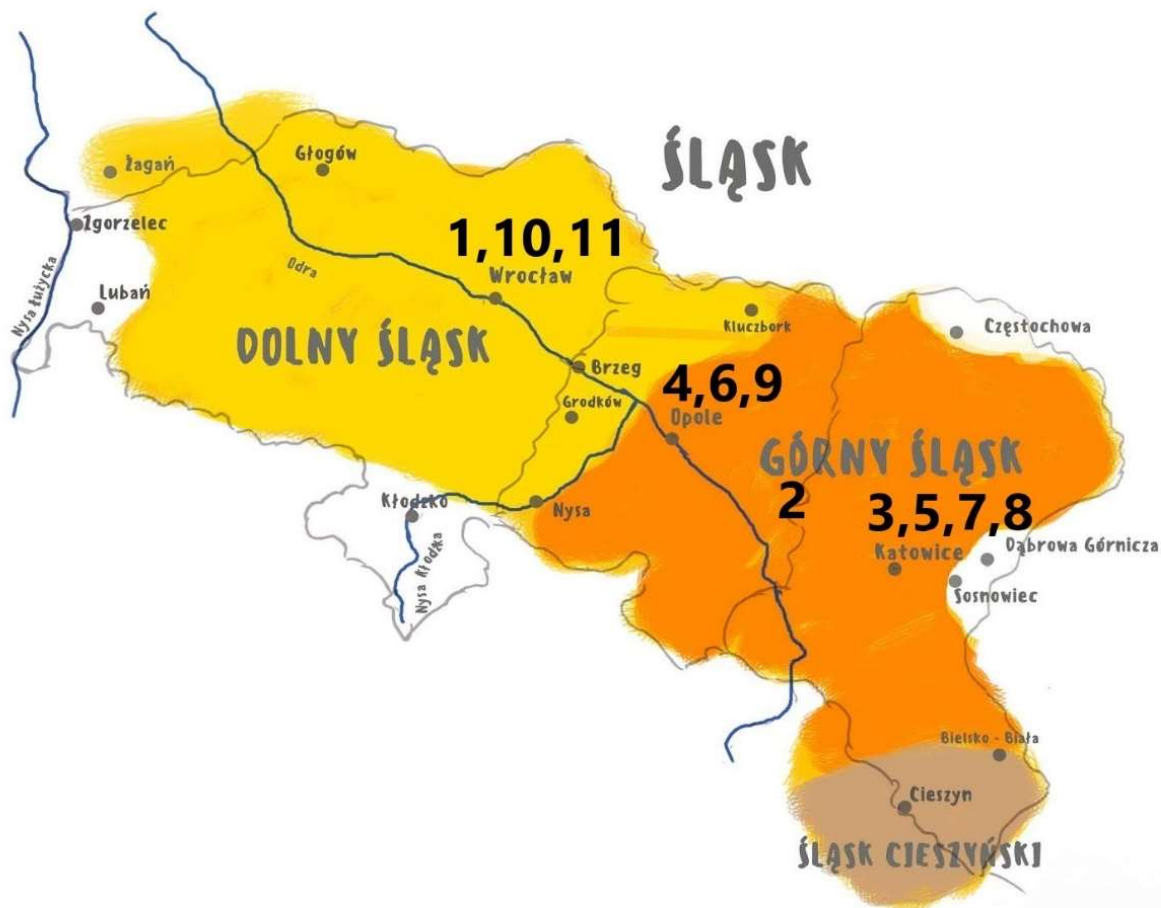 ŚLĄSK
Żagań
Głogów
Zgorzelec
1,10,11
Wrocław
Odra
Nysa Łużycka
Lubań
DOLNY ŚLĄSK
Kluczbork
Częstochowa
Brzeg
4,6,9
Grodków
Opole
GÓRNY ŚLĄSK
Kłodzko
Nysa
2
3,5,7,8
Katowice
Dąbrowa Górnicza
Sosnowiec
Nysa Kłodzka
Bielsko - Biała
Cieszyn
ŚLĄSK CIESZYŃSKI